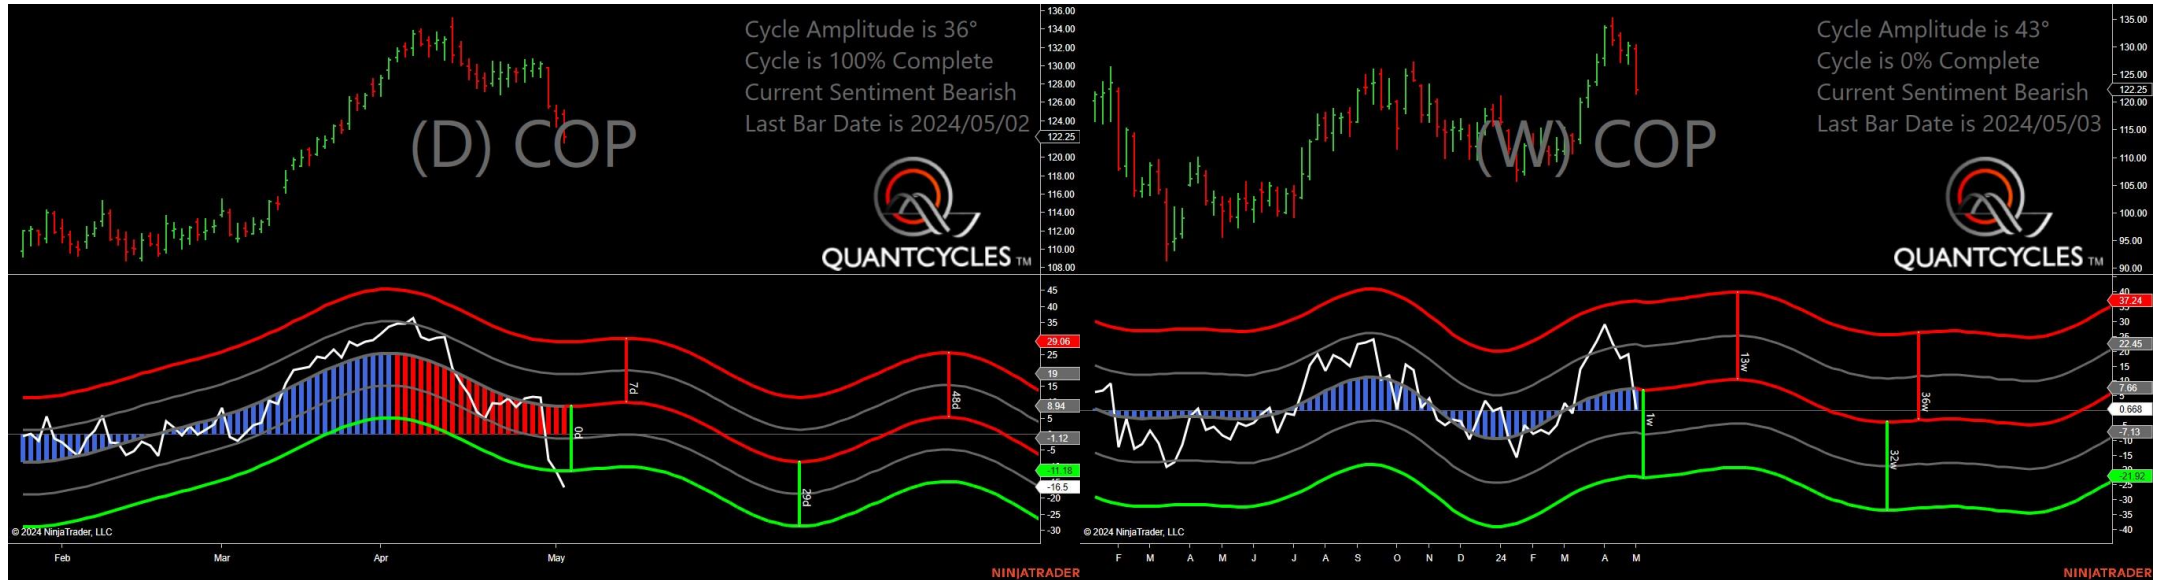 Cycle Amplitude is 36°
Cycle is 100% Complete
Current Sentiment Bearish
Last Bar Date is 2024/05/02
(D) COP
QUANTCYCLES TM
136.00
134.00
132.00
130.00
128.00
126.00
124.00
122.25
120.00
118.00
116.00
114.00
112.00
110.00
108.00
45
40
35
29.06
25
19
15
8.94
5
-1.12
-5
-11.18
-16.5
-20
-25
-30
7d
48d
0d
29d
© 2024 NinjaTrader, LLC
Feb Mar Apr May
NINJATRADER
Cycle Amplitude is 43°
Cycle is 0% Complete
Current Sentiment Bearish
Last Bar Date is 2024/05/03
(W) COP
QUANTCYCLES TM
135.00
130.00
125.00
122.25
120.00
115.00
110.00
105.00
100.00
95.00
90.00
40
37.24
30
22.45
20
15
10
7.66
5
0.668
-7.13
-10
-15
-21.92
-25
-30
-35
-40
13w
36w
1w
32w
© 2024 NinjaTrader, LLC
F M A M J J A S O N D 24 F M A M
NINJATRADER